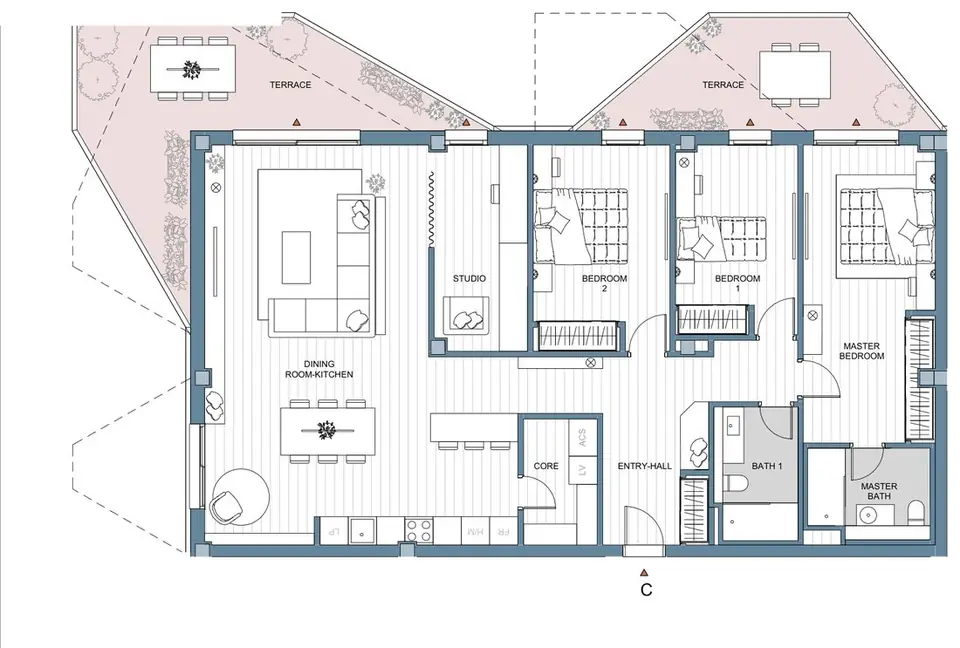 TERRACE
TERRACE
STUDIO
BEDROOM
2
BEDROOM
1
MASTER
BEDROOM
DINING
ROOM-KITCHEN
CORE
ACS
LV
ENTRY-HALL
BATH 1
MASTER
BATH
LP
H/M
FR
C